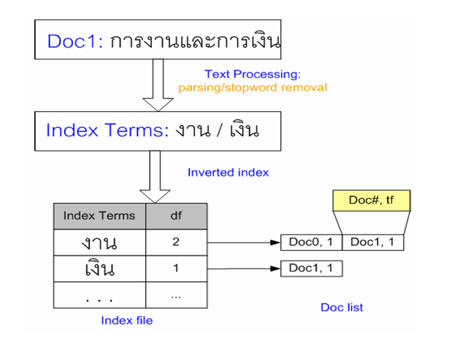 Doc1: การงานและการเงิน
Text Processing:
parsing/stopword removal
Index Terms: งาน / เงิน
Inverted index
Doc#, tf
Index Terms df
งาน 2 Doc0, 1 Doc1, 1
เงิน 1 Doc1, 1
. . . ...
Index file
Doc list